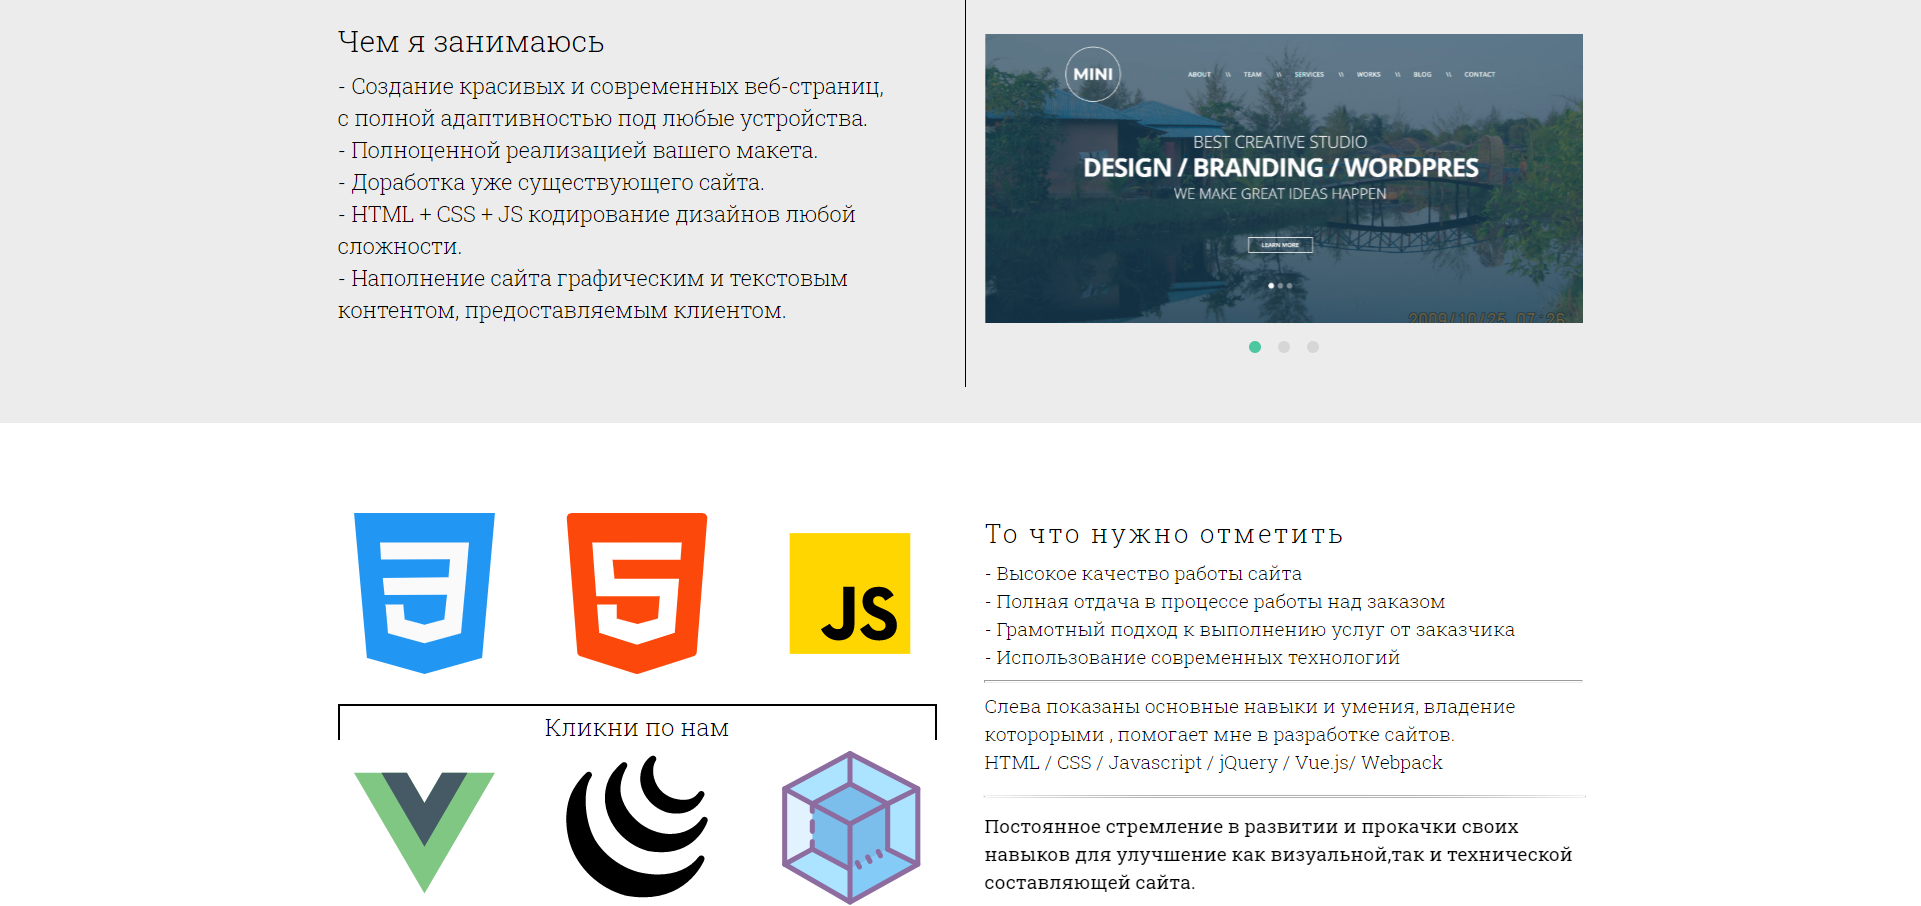 Чем я занимаюсь
- Создание красивых и современных веб-страниц,
с полной адаптивностью под любые устройства.
- Полноценной реализацией вашего макета.
- Доработка уже существующего сайта.
- HTML + CSS + JS кодирование дизайнов любой
сложности.
- Наполнение сайта графическим и текстовым
контентом, предоставляемым клиентом.
MINI
ABOUT \\ TEAM \\ SERVICES \\ WORKS \\ BLOG \\ CONTACT
BEST CREATIVE STUDIO
DESIGN / BRANDING / WORDPRES
WE MAKE GREAT IDEAS HAPPEN
LEARN MORE
2009/10/25 07:26
JS
Кликни по нам
То что нужно отметить
- Высокое качество работы сайта
- Полная отдача в процессе работы над заказом
- Грамотный подход к выполнению услуг от заказчика
- Использование современных технологий
Слева показаны основные навыки и умения, владение
которорыми , помогает мне в разработке сайтов.
HTML / CSS / Javascript / jQuery / Vue.js/ Webpack
Постоянное стремление в развитии и прокачки своих
навыков для улучшение как визуальной,так и технической
составляющей сайта.